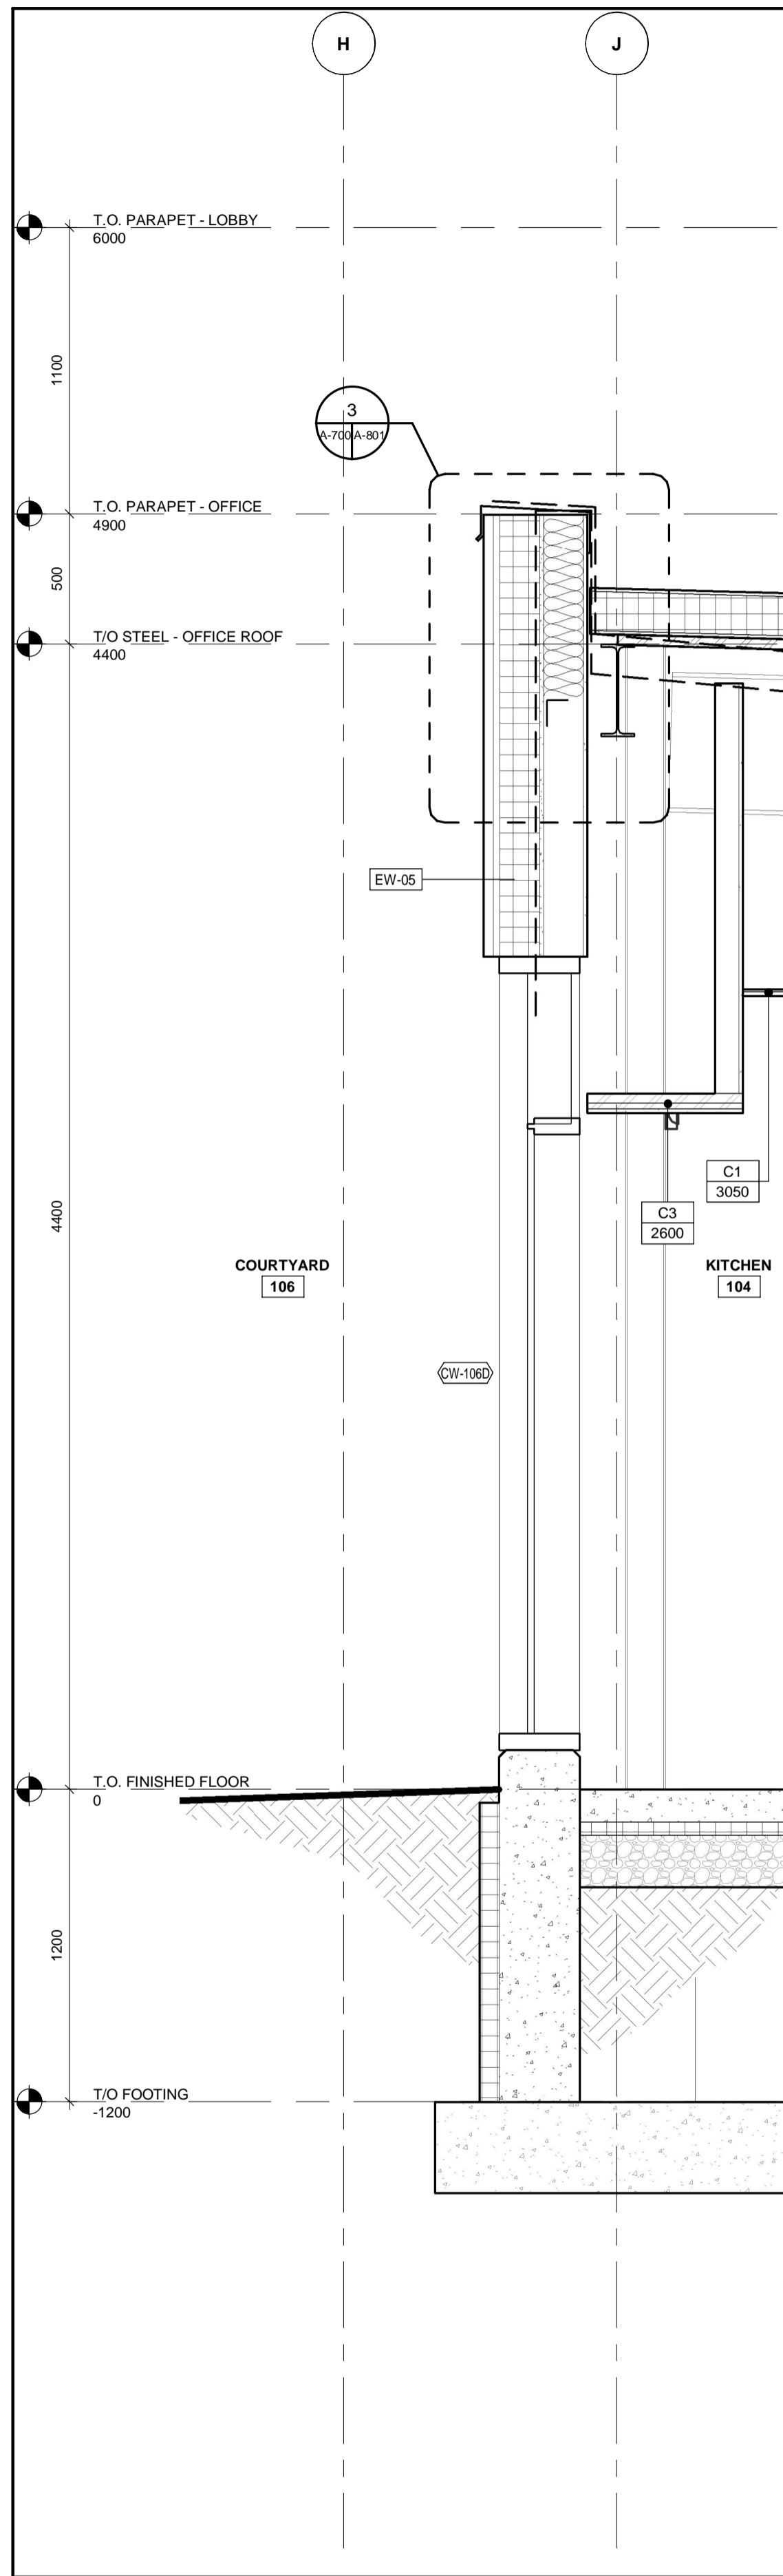 H
J
T.O. PARAPET - LOBBY
6000
1100
3
A-700
A-801
T.O. PARAPET - OFFICE
4900
500
T/O STEEL - OFFICE ROOF
4400
EW-05
C1
3050
C3
2600
4400
COURTYARD
106
KITCHEN
104
CW-106D
T.O. FINISHED FLOOR
0
1200
T/O FOOTING
-1200